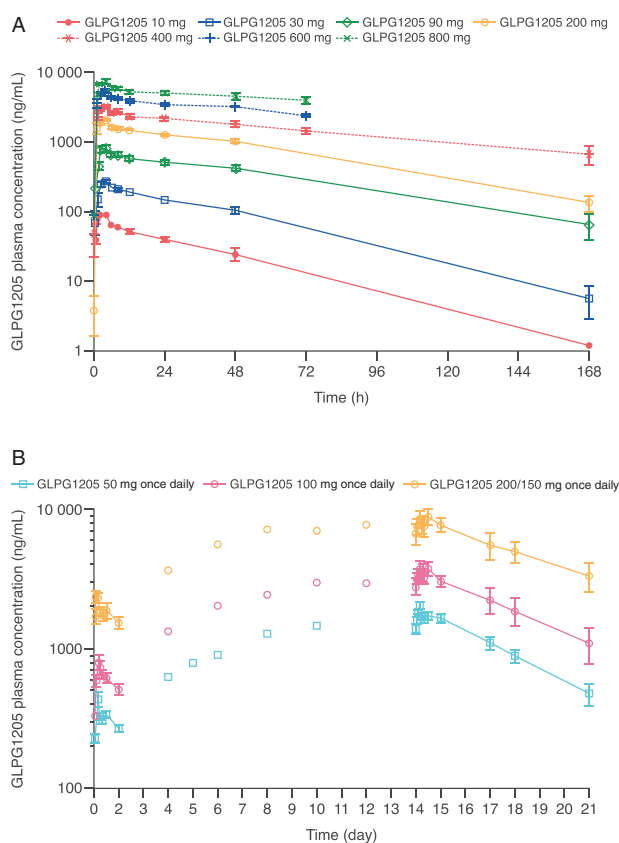 A
GLPG1205 10 mg GLPG1205 30 mg GLPG1205 90 mg GLPG1205 200 mg
GLPG1205 400 mg GLPG1205 600 mg GLPG1205 800 mg
GLPG1205 plasma concentration (ng/mL)
10 000
1000
100
10
1
0 24 48 72 96 120 144 168
Time (h)
B
GLPG1205 50 mg once daily GLPG1205 100 mg once daily GLPG1205 200/150 mg once daily
GLPG1205 plasma concentration (ng/mL)
10 000
1000
100
0 2 3 4 5 6 7 8 9 10 11 12 13 14 15 16 17 18 19 20 21
Time (day)